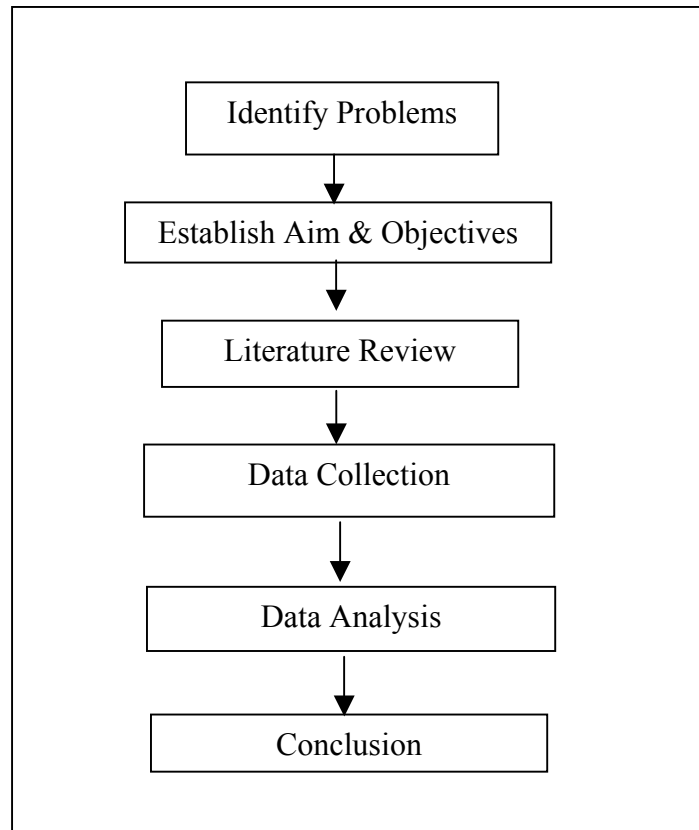 Identify Problems
Establish Aim & Objectives
Literature Review
Data Collection
Data Analysis
Conclusion